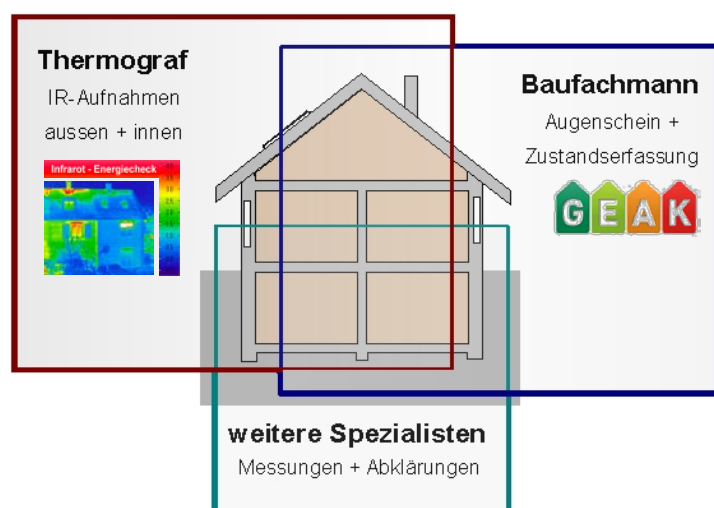 Thermograf
IR-Aufnahmen
aussen + innen
Infrarot - Energiecheck
Baufachmann
Augenschein +
Zustandserfassung
GEAK
weitere Spezialisten
Messungen + Abklärungen